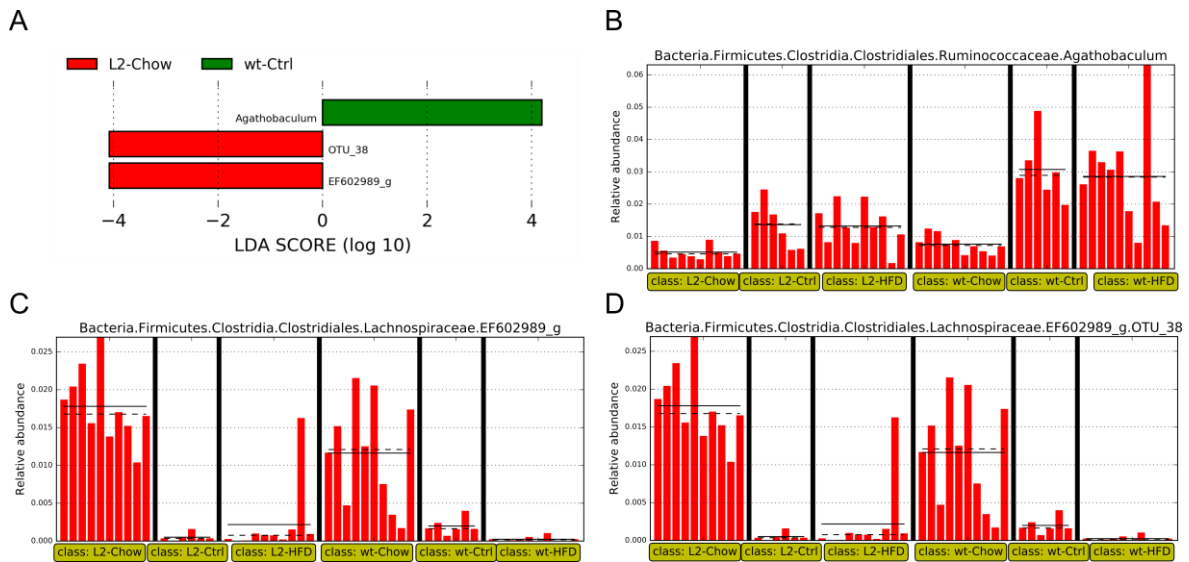 A
L2-Chow wt-Ctrl
Agathobaculum
OTU_38
EF602989_g
−4 −2 0 2 4
LDA SCORE (log 10)
B
Bacteria.Firmicutes.Clostridia.Clostridiales.Ruminococcaceae.Agathobaculum
Relative abundance
0.06
0.05
0.04
0.03
0.02
0.01
0.00
class: L2-Chow class: L2-Ctrl class: L2-HFD class: wt-Chow class: wt-Ctrl class: wt-HFD
C
Bacteria.Firmicutes.Clostridia.Clostridiales.Lachnospiraceae.EF602989_g
Relative abundance
0.025
0.020
0.015
0.010
0.005
0.000
class: L2-Chow class: L2-Ctrl class: L2-HFD class: wt-Chow class: wt-Ctrl class: wt-HFD
D
Bacteria.Firmicutes.Clostridia.Clostridiales.Lachnospiraceae.EF602989_g.OTU_38
Relative abundance
0.025
0.020
0.015
0.010
0.005
0.000
class: L2-Chow class: L2-Ctrl class: L2-HFD class: wt-Chow class: wt-Ctrl class: wt-HFD